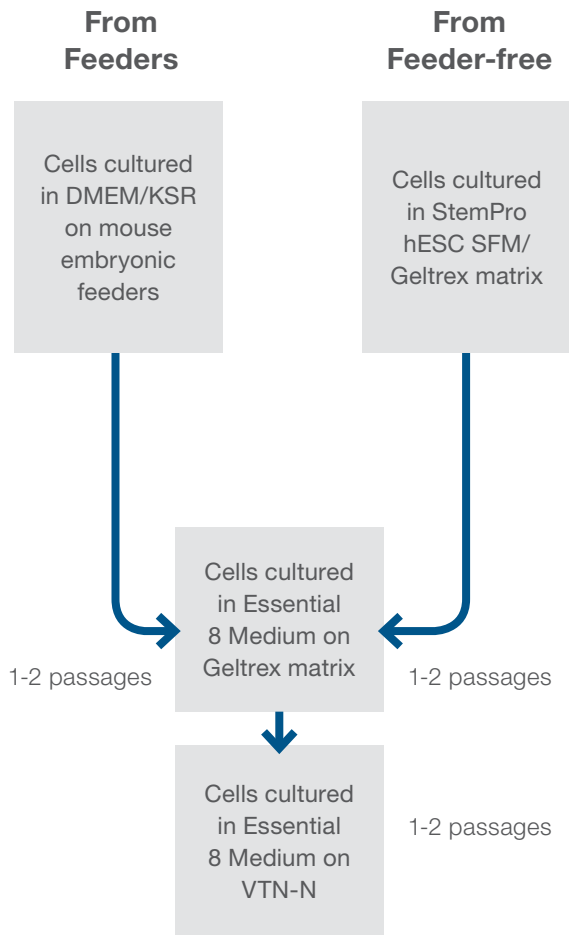 From
Feeders
From
Feeder-free
Cells cultured
in DMEM/KSR
on mouse
embryonic
feeders
Cells cultured
in StemPro
hESC SFM/
Geltrex matrix
Cells cultured
in Essential
8 Medium on
Geltrex matrix
1-2 passages
1-2 passages
Cells cultured
in Essential
8 Medium on
VTN-N
1-2 passages